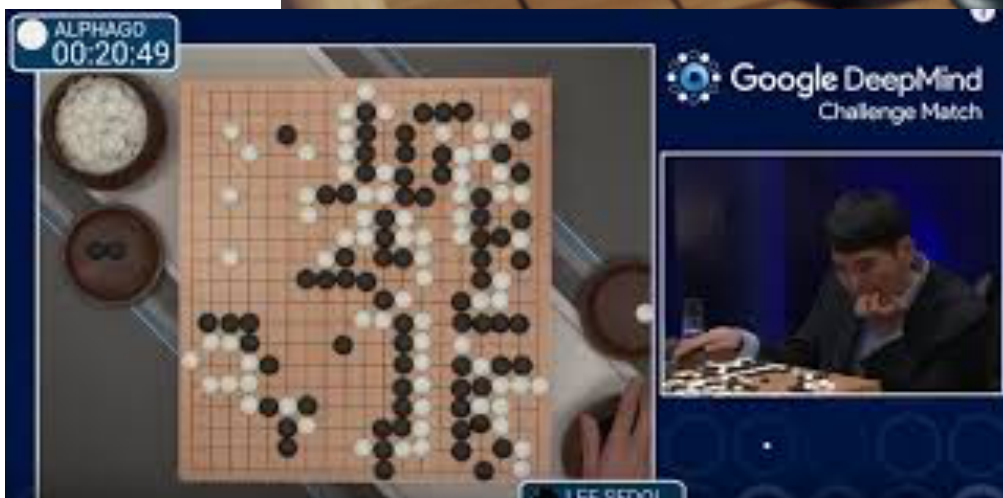 ALPHAGO
00:20:49
Google DeepMind
Challenge Match
LEE SEDOL